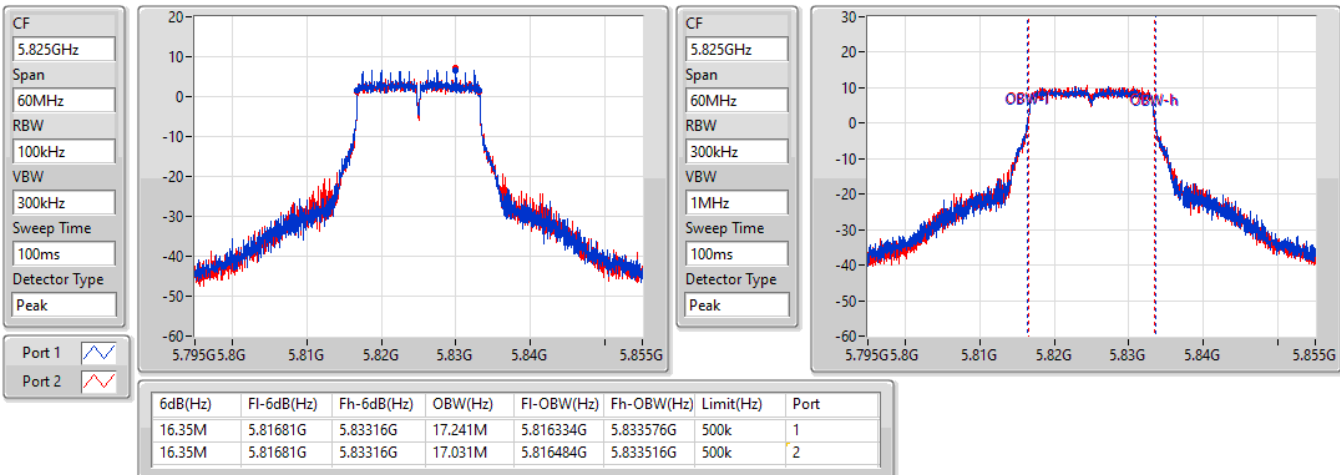 CF
5.825GHz
Span
60MHz
RBW
100kHz
VBW
300kHz
Sweep Time
100ms
Detector Type
Peak
20
10
0
-10
-20
-30
-40
-50
-60
5.795G 5.8G 5.81G 5.82G 5.83G 5.84G 5.855G
CF
5.825GHz
Span
60MHz
RBW
300kHz
VBW
1MHz
Sweep Time
100ms
Detector Type
Peak
30
20
10
0
-10
-20
-30
-40
-50
-60
OBW-l OBW-h
5.795G 5.8G 5.81G 5.82G 5.83G 5.84G 5.855G
Port 1
Port 2
6dB(Hz) Fl-6dB(Hz) Fh-6dB(Hz) OBW(Hz) Fl-OBW(Hz) Fh-OBW(Hz) Limit(Hz) Port
16.35M 5.81681G 5.83316G 17.241M 5.816334G 5.833576G 500k 1
16.35M 5.81681G 5.83316G 17.031M 5.816484G 5.833516G 500k 2